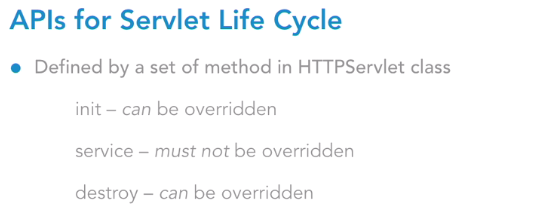 APIs for Servlet Life Cycle
Defined by a set of method in HTTPServlet class
init – can be overridden
service – must not be overridden
destroy – can be overridden